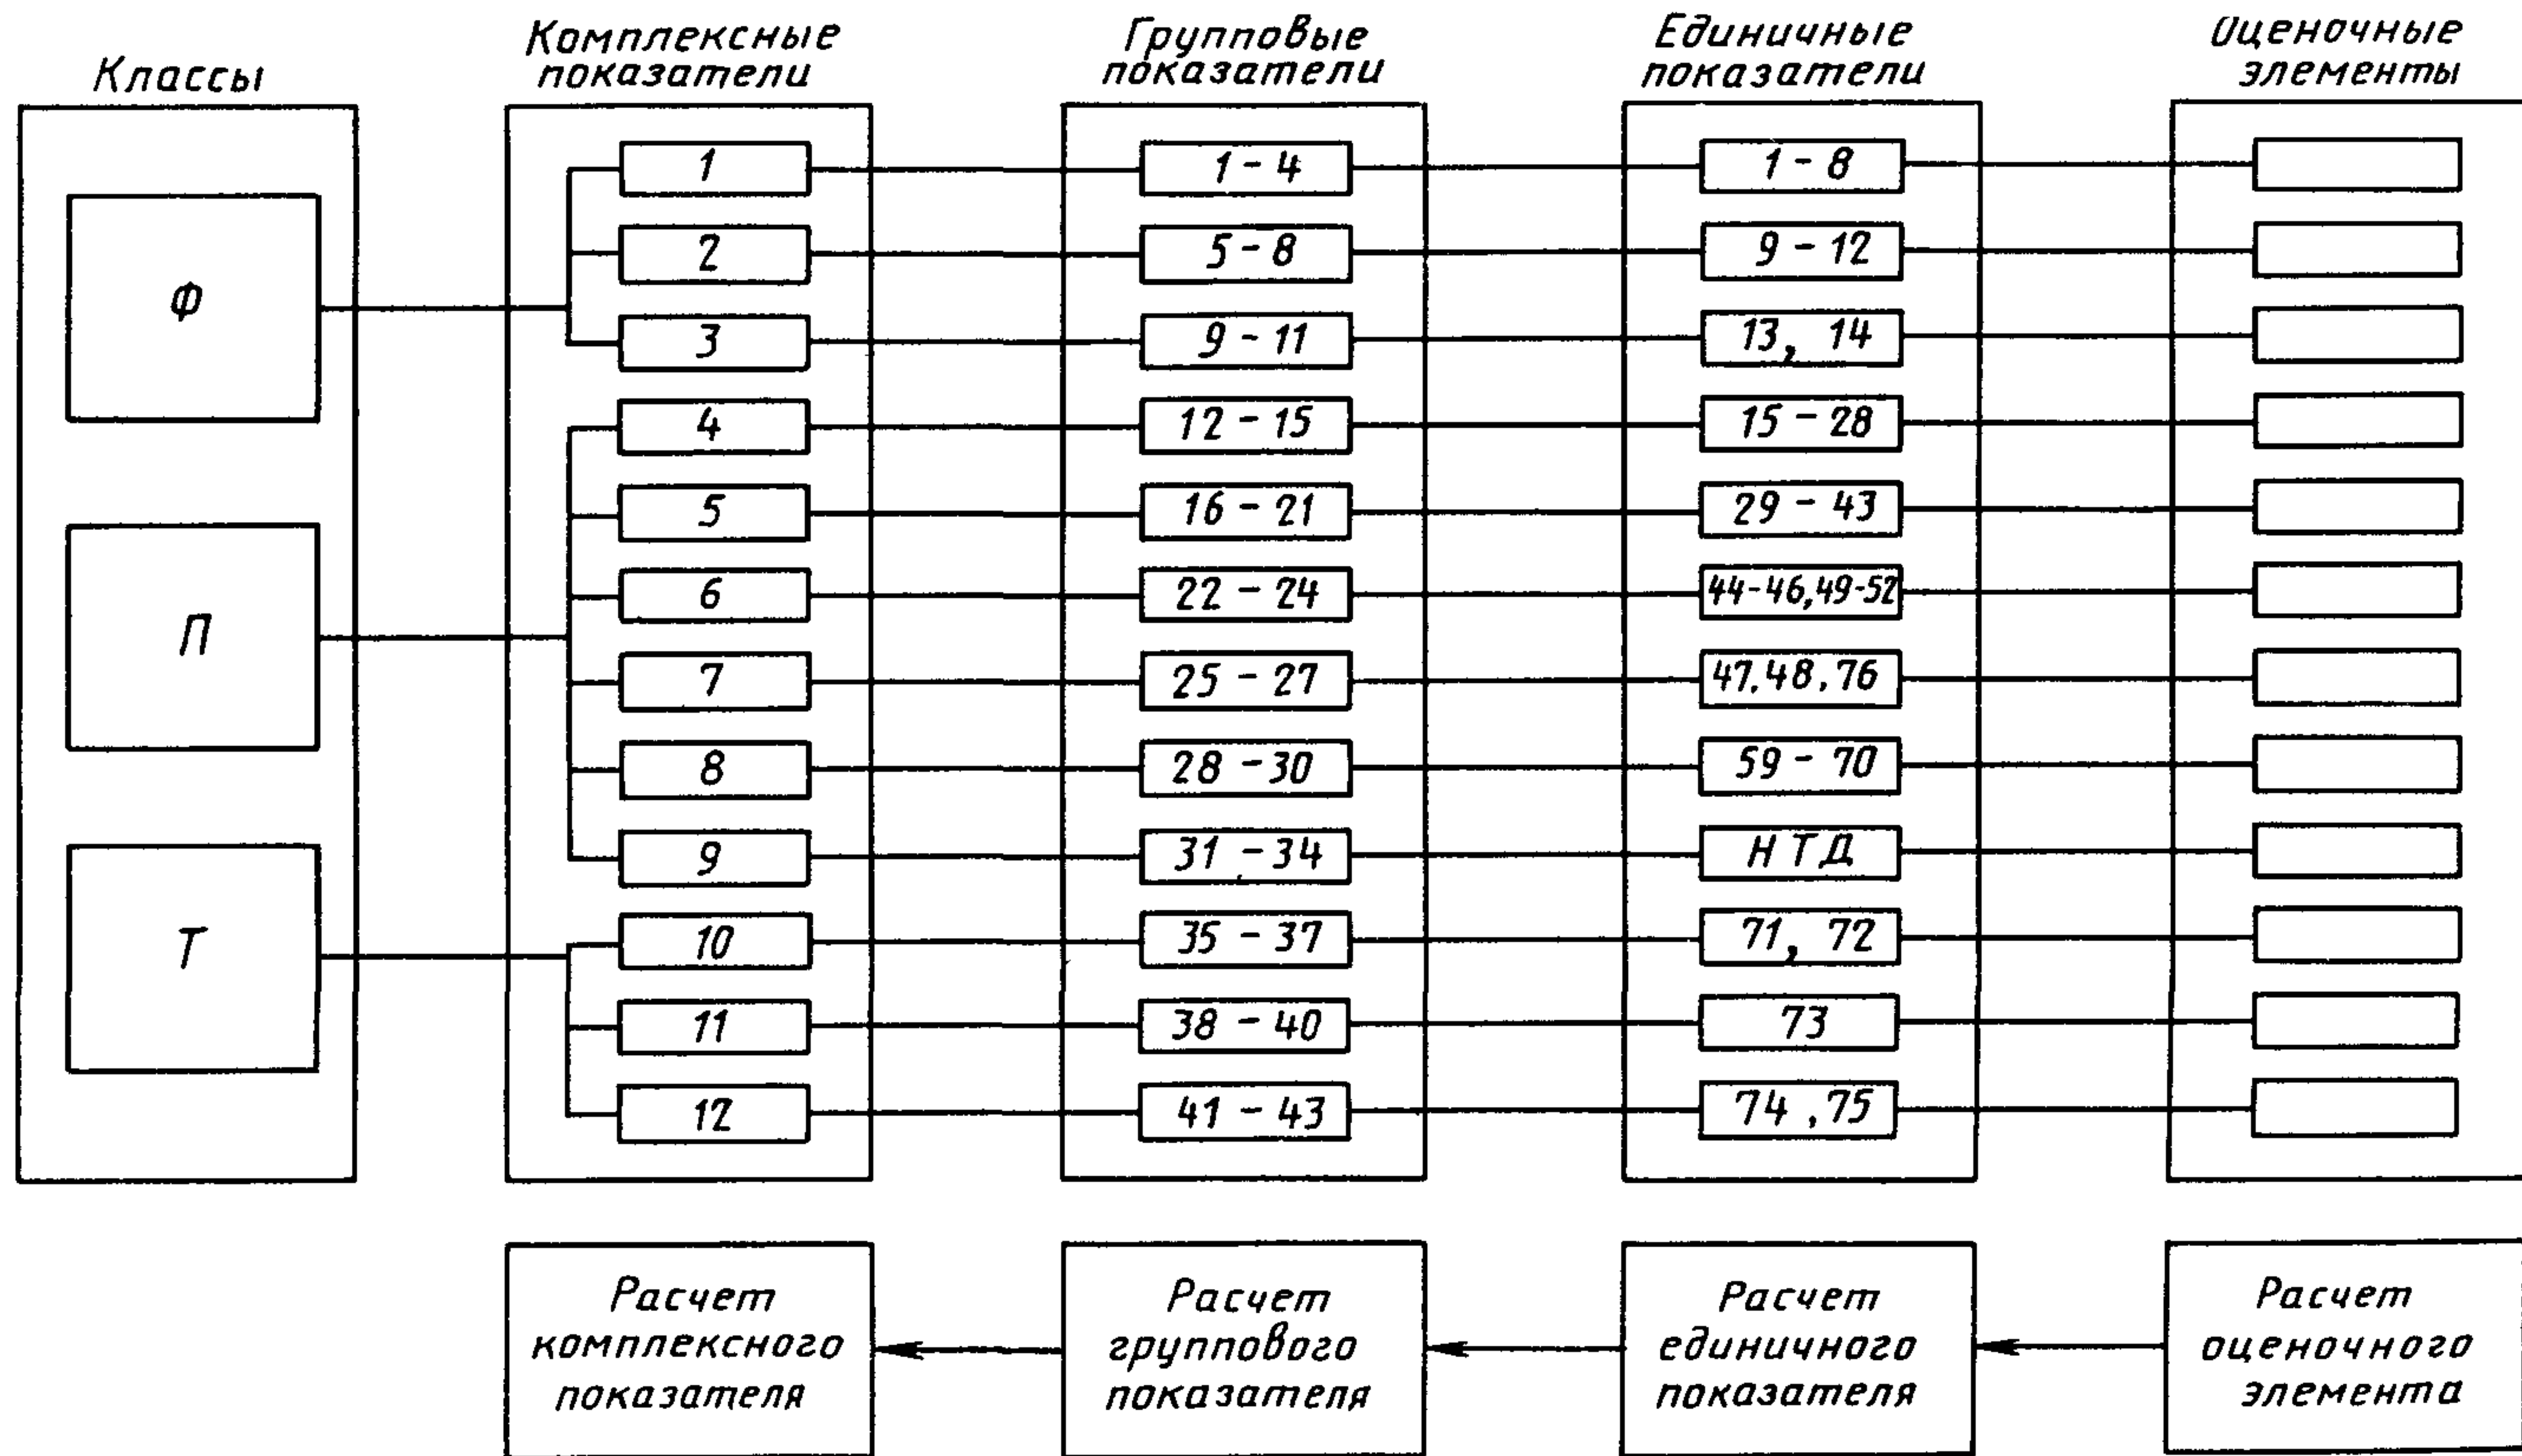 Классы
Комплексные
показатели
Групповые
показатели
Единичные
показатели
Оценочные
элементы
Ф
П
Т
1
1 - 4
1 - 8
2
5 - 8
9 - 12
3
9 - 11
13, 14
4
12 - 15
15 - 28
5
16 - 21
29 - 43
6
22 - 24
44-46,49-52
7
25 - 27
47.48.76
8
28 - 30
59 - 70
9
31 - 34
НТД
10
35 - 37
71, 72
11
38 - 40
73
12
41 - 43
74 , 75
Расчет
комплексного
показателя
Расчет
группового
показателя
Расчет
единичного
показателя
Расчет
оценочного
элемента